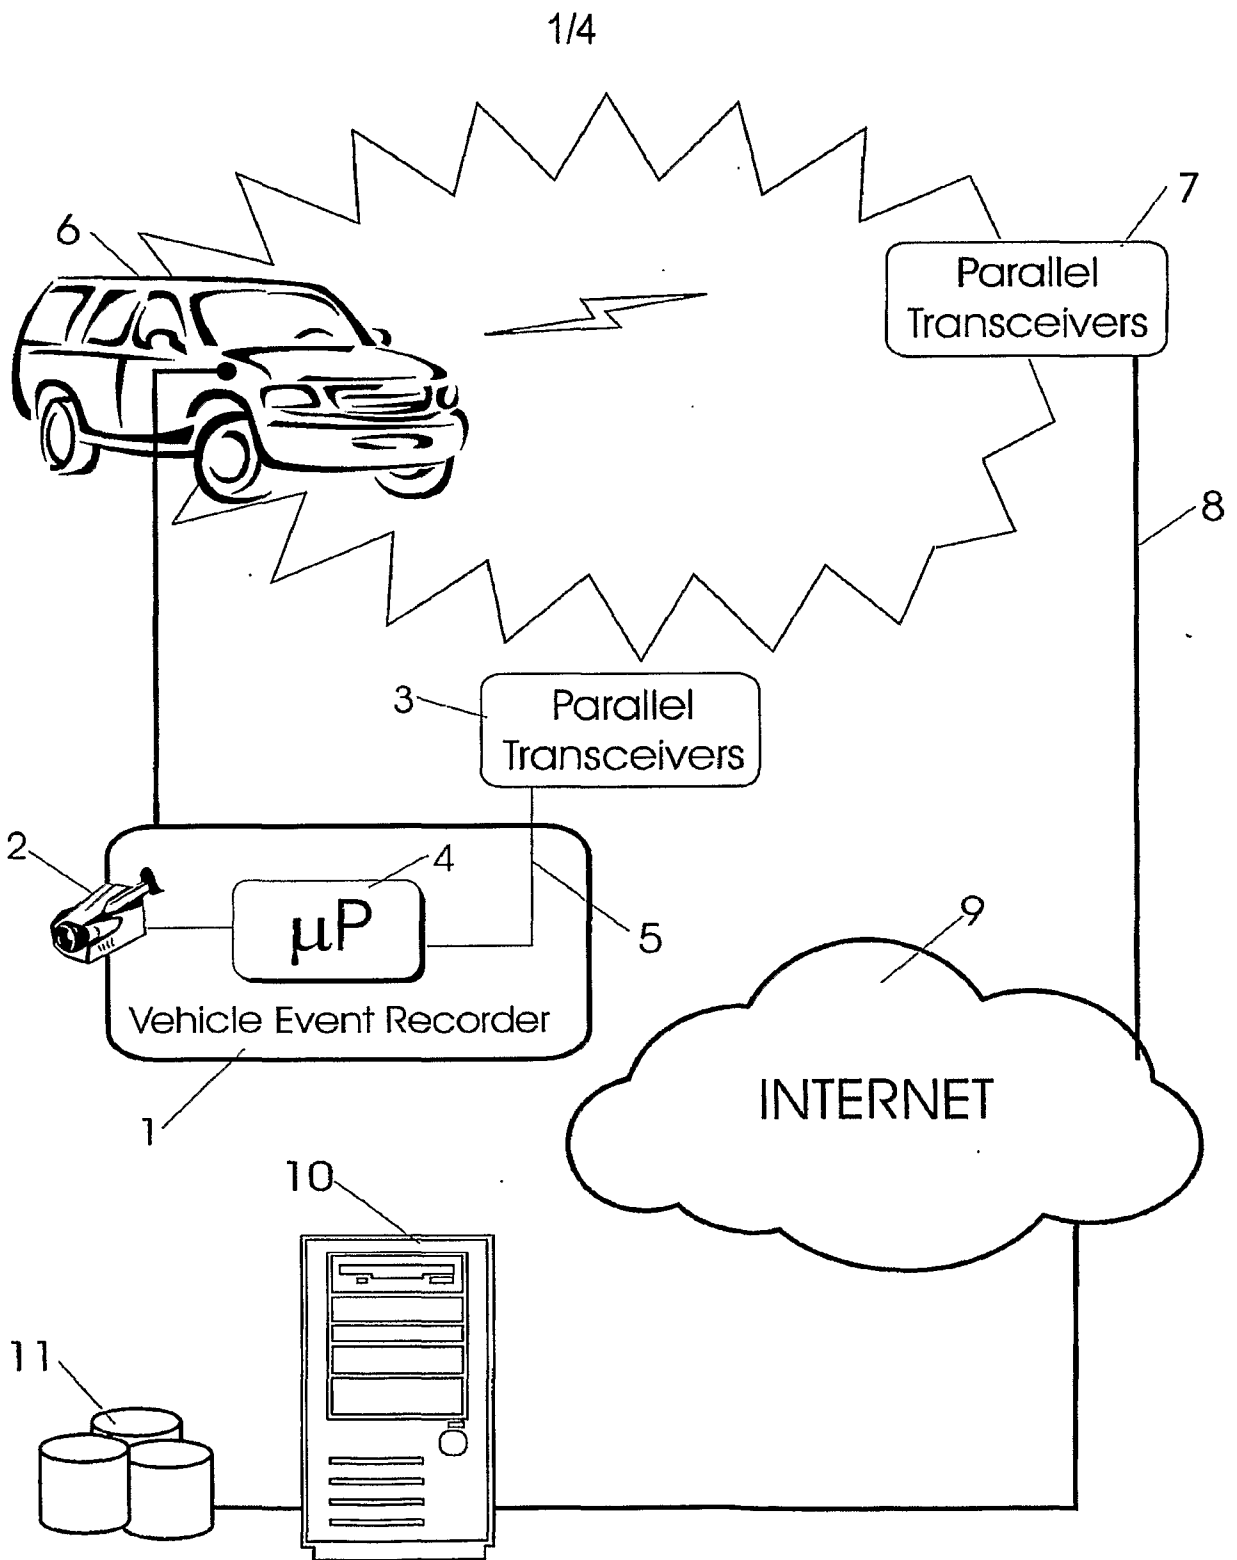 1/4
6
7
Parallel
Transceivers
8
3
Parallel
Transceivers
2
4
μP
5
9
Vehicle Event Recorder
1
INTERNET
10
11